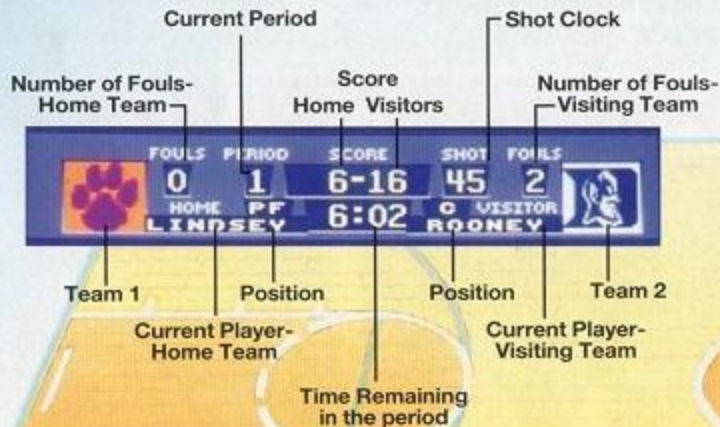 Current Period
Shot Clock
Number of Fouls-
Home Team
Score
Home Visitors
Number of Fouls-
Visiting Team
FOULS PERIOD SCORE SHOT FOULS
0 1 6-16 45 2
HOME PF 6:02 C VISITOR
LINDSEY ROONEY
Team 1
Position
Position
Team 2
Current Player-
Home Team
Current Player-
Visiting Team
Time Remaining
in the period